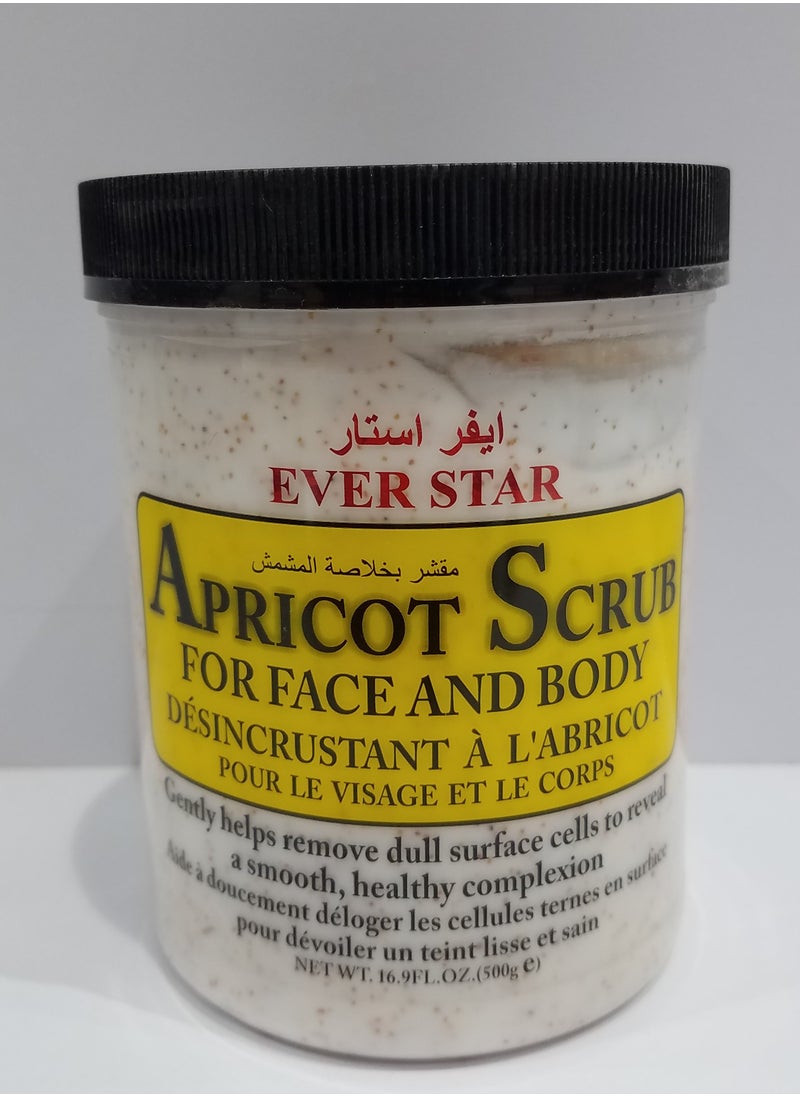 ايفر استار
EVER STAR
مقشر بخلاصة المشمش
APRICOT SCRUB
FOR FACE AND BODY
DÉSINCRUSTANT À L'ABRICOT
POUR LE VISAGE ET LE CORPS
Gently helps remove dull surface cells to reveal
a smooth, healthy complexion
Aide à doucement déloger les cellules ternes en surface
pour dévoiler un teint lisse et sain
NET WT. 16.9FL.OZ.(500g e)